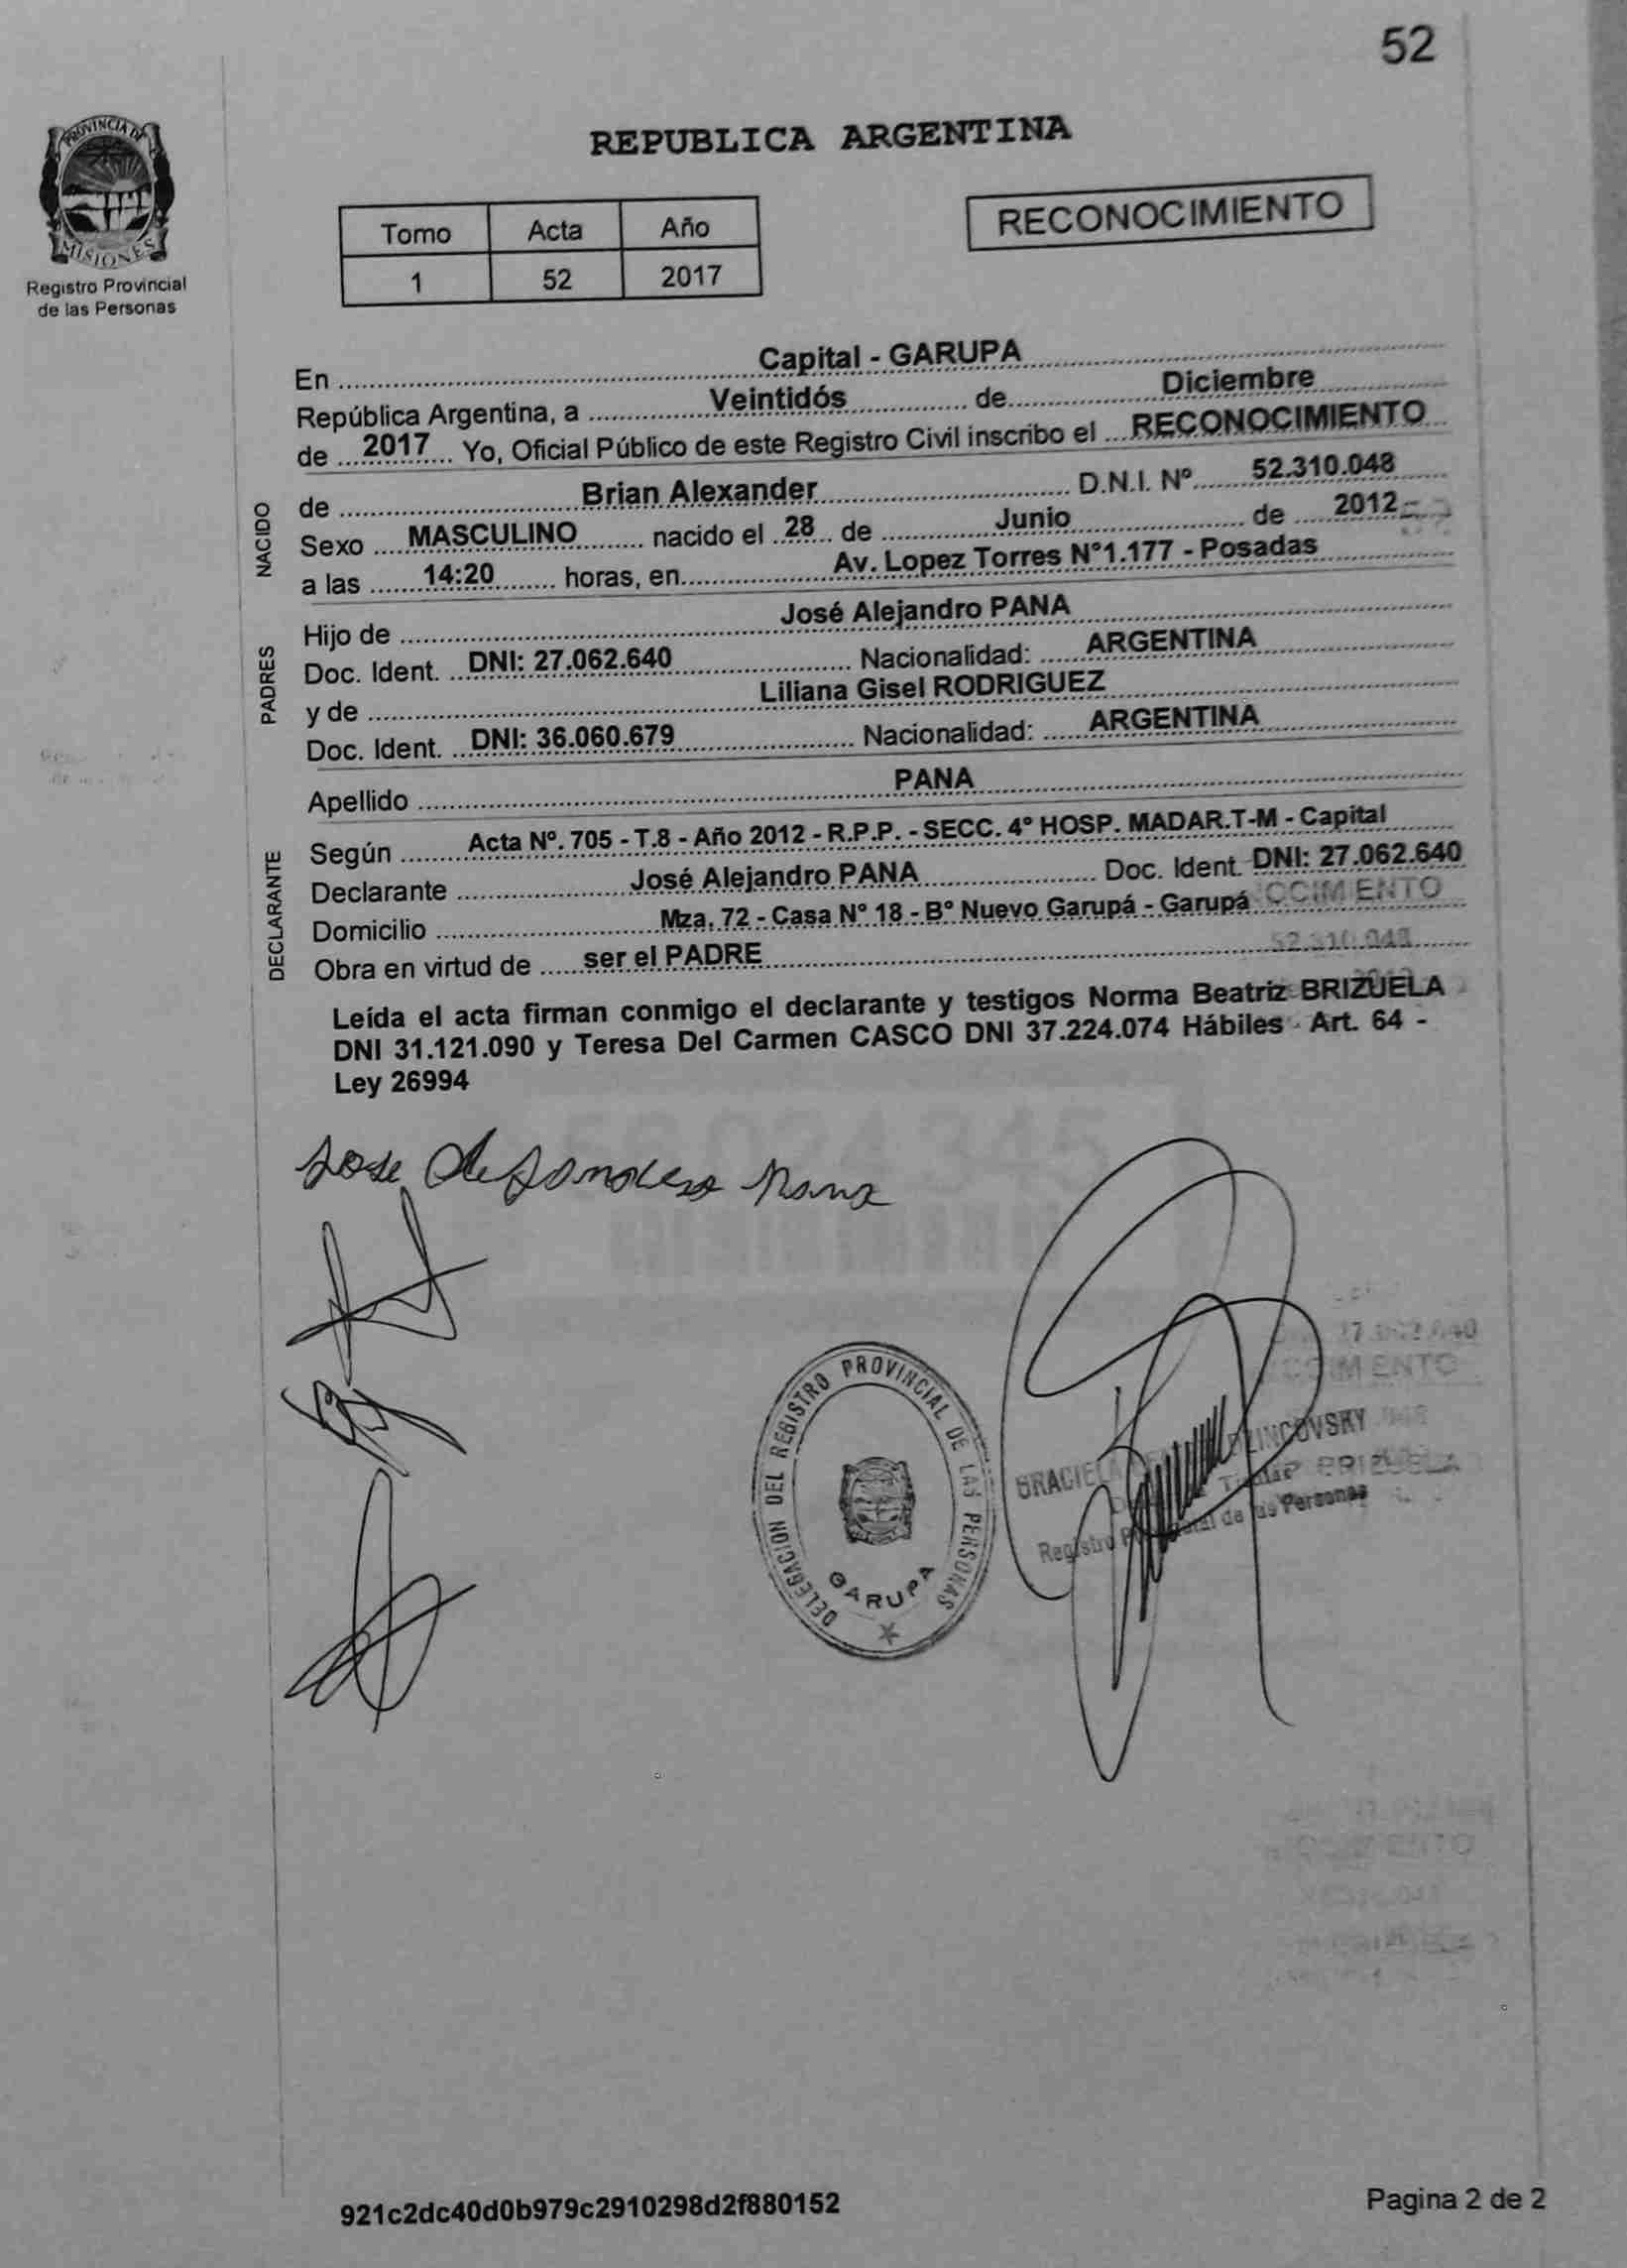 52
PROVINCIA DE
MISIONES
Registro Provincial
de las Personas
REPUBLICA ARGENTINA
Tomo Acta Año
1 52 2017
RECONOCIMIENTO
En Capital - GARUPA
República Argentina, a Veintidós de Diciembre
de 2017 Yo, Oficial Público de este Registro Civil inscribo el RECONOCIMIENTO
NACIDO
de Brian Alexander D.N.I. Nº 52.310.048
Sexo MASCULINO nacido el 28 de Junio de 2012
a las 14:20 horas, en Av. Lopez Torres N°1.177 - Posadas
PADRES
Hijo de José Alejandro PANA
Doc. Ident. DNI: 27.062.640 Nacionalidad: ARGENTINA
y de Liliana Gisel RODRIGUEZ
Doc. Ident. DNI: 36.060.679 Nacionalidad: ARGENTINA
Apellido PANA
DECLARANTE
Según Acta Nº. 705 - T.8 - Año 2012 - R.P.P. - SECC. 4° HOSP. MADAR.T-M - Capital
Declarante José Alejandro PANA Doc. Ident. DNI: 27.062.640
Domicilio Mza. 72 - Casa N° 18 - B° Nuevo Garupá - Garupá
Obra en virtud de ser el PADRE
Leída el acta firman conmigo el declarante y testigos Norma Beatriz BRIZUELA
DNI 31.121.090 y Teresa Del Carmen CASCO DNI 37.224.074 Hábiles - Art. 64 -
Ley 26994
DELEGACION DEL REGISTRO PROVINCIAL DE LAS PERSONAS
GARUPA
GRACIELA
Titular
Registro de las Personas
921c2dc40d0b979c2910298d2f880152
Pagina 2 de 2